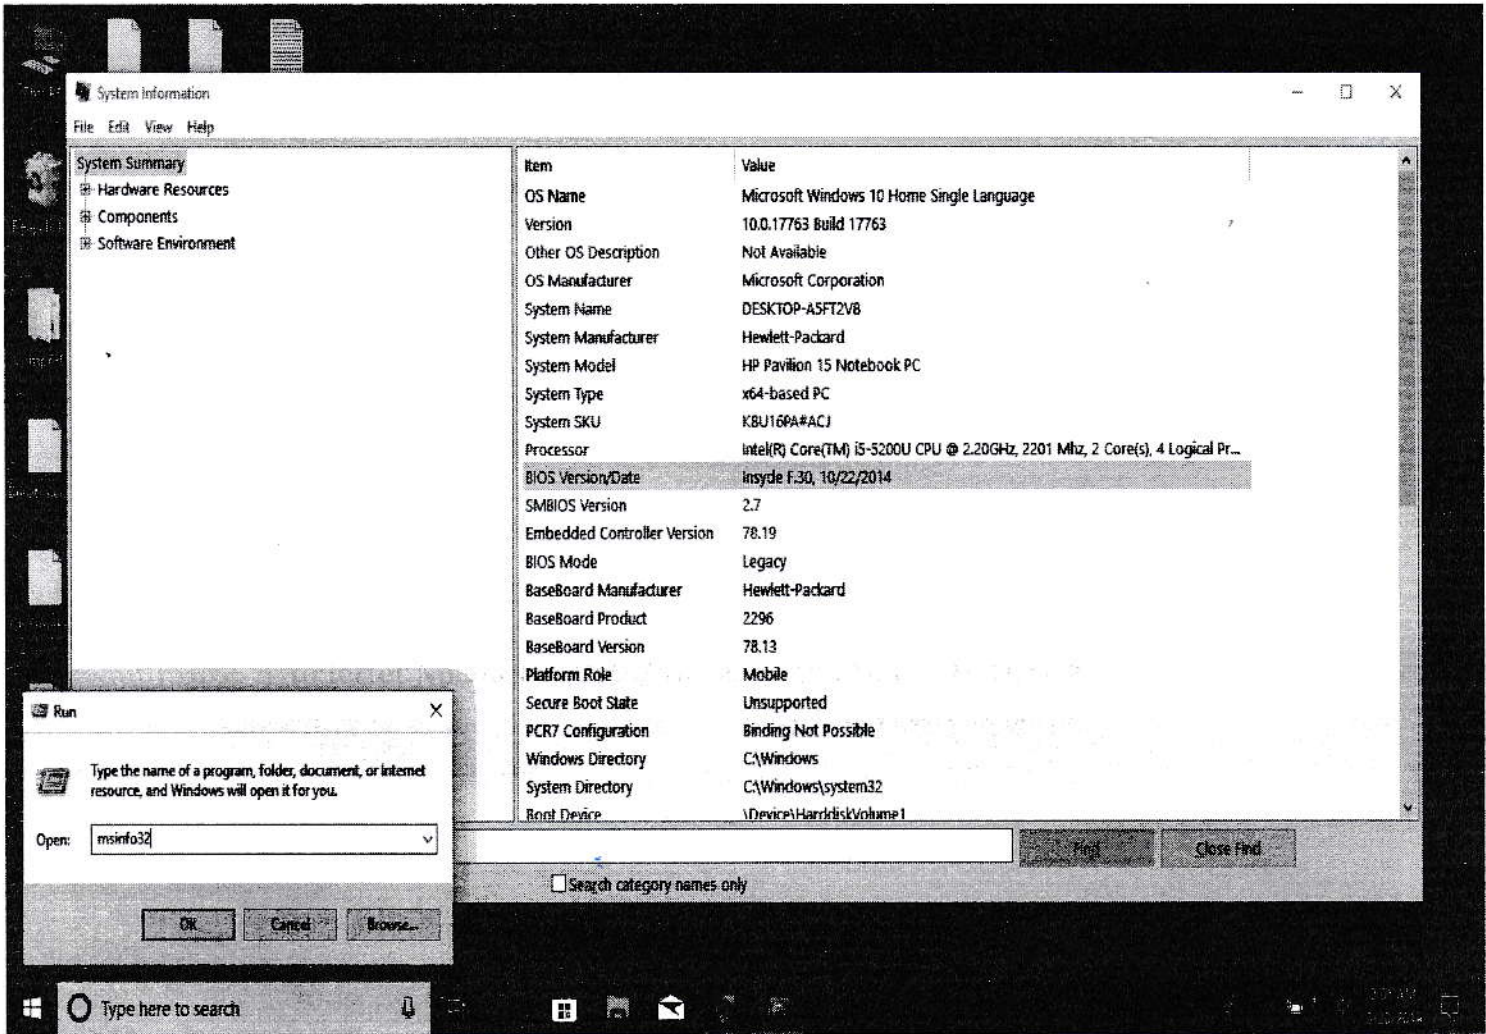 System Information
File Edit View Help
System Summary
Hardware Resources
Components
Software Environment
Item Value
OS Name Microsoft Windows 10 Home Single Language
Version 10.0.17763 Build 17763
Other OS Description Not Available
OS Manufacturer Microsoft Corporation
System Name DESKTOP-A5FT2V8
System Manufacturer Hewlett-Packard
System Model HP Pavilion 15 Notebook PC
System Type x64-based PC
System SKU K8U16PA#ACJ
Processor Intel(R) Core(TM) i5-5200U CPU @ 2.20GHz, 2201 Mhz, 2 Core(s), 4 Logical Pr...
BIOS Version/Date Insyde F.30, 10/22/2014
SMBIOS Version 2.7
Embedded Controller Version 78.19
BIOS Mode Legacy
BaseBoard Manufacturer Hewlett-Packard
BaseBoard Product 2296
BaseBoard Version 78.13
Platform Role Mobile
Secure Boot State Unsupported
PCR7 Configuration Binding Not Possible
Windows Directory C:\Windows
System Directory C:\Windows\system32
Boot Device \Device\HarddiskVolume1
Find Close Find
Search category names only
Run
Type the name of a program, folder, document, or Internet
resource, and Windows will open it for you.
Open: msinfo32
OK Cancel Browse...
Type here to search